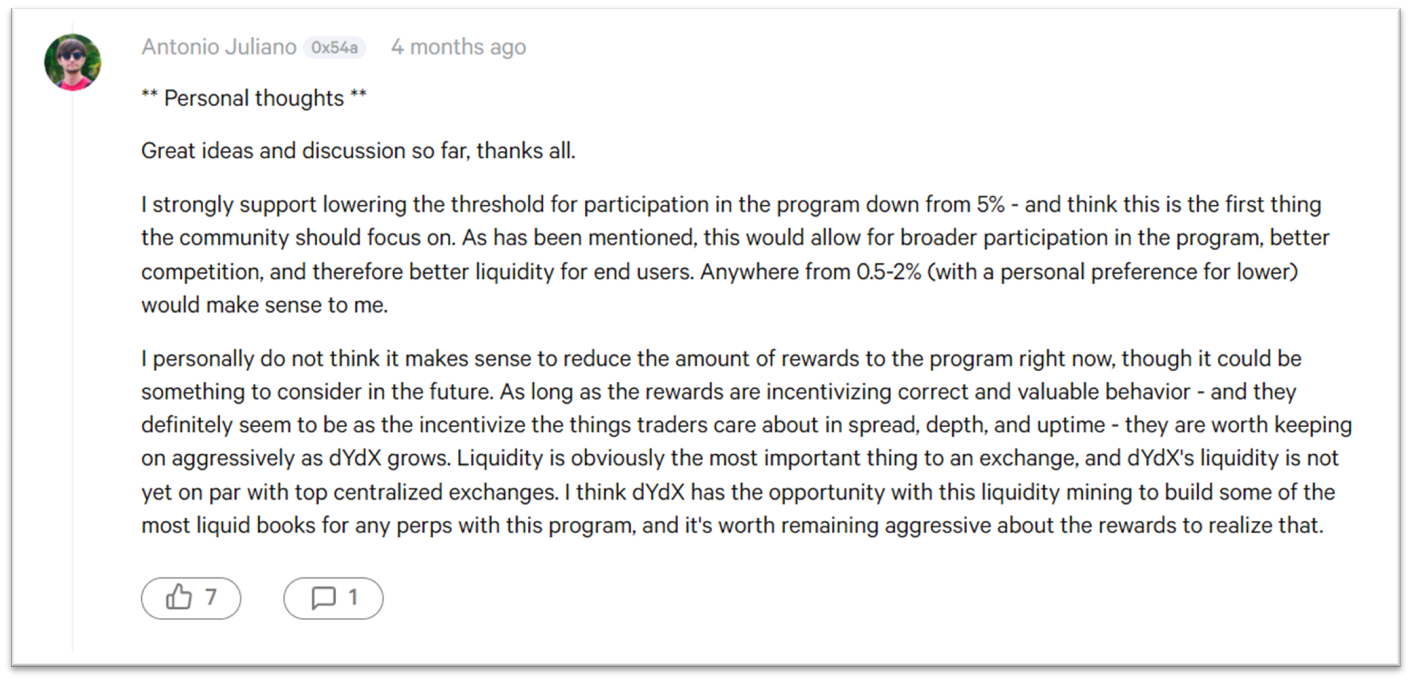 Antonio Juliano 0x54a 4 months ago
** Personal thoughts **
Great ideas and discussion so far, thanks all.
I strongly support lowering the threshold for participation in the program down from 5% - and think this is the first thing
the community should focus on. As has been mentioned, this would allow for broader participation in the program, better
competition, and therefore better liquidity for end users. Anywhere from 0.5-2% (with a personal preference for lower)
would make sense to me.
I personally do not think it makes sense to reduce the amount of rewards to the program right now, though it could be
something to consider in the future. As long as the rewards are incentivizing correct and valuable behavior - and they
definitely seem to be as the incentivize the things traders care about in spread, depth, and uptime - they are worth keeping
on aggressively as dYdX grows. Liquidity is obviously the most important thing to an exchange, and dYdX's liquidity is not
yet on par with top centralized exchanges. I think dYdX has the opportunity with this liquidity mining to build some of the
most liquid books for any perps with this program, and it's worth remaining aggressive about the rewards to realize that.
7 1